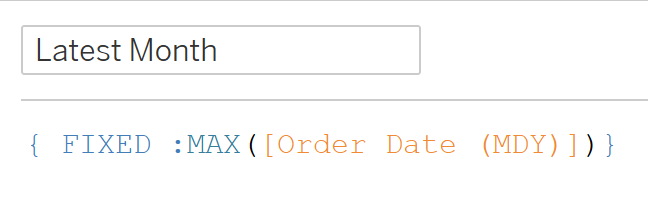 Latest Month
{ FIXED :MAX([Order Date (MDY)])}